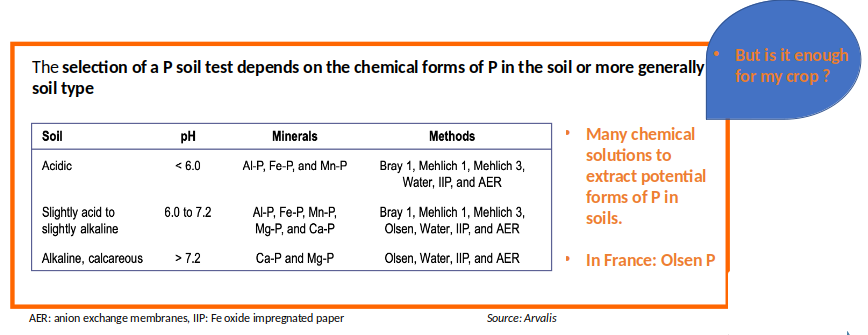 • But is it enough
for my crop ?
The selection of a P soil test depends on the chemical forms of P in the soil or more generally
soil type
Soil pH Minerals Methods
Acidic < 6.0 Al-P, Fe-P, and Mn-P Bray 1, Mehlich 1, Mehlich 3,
Water, IIP, and AER
Slightly acid to 6.0 to 7.2 Al-P, Fe-P, Mn-P, Bray 1, Mehlich 1, Mehlich 3,
slightly alkaline Mg-P, and Ca-P Olsen, Water, IIP, and AER
Alkaline, calcareous > 7.2 Ca-P and Mg-P Olsen, Water, IIP, and AER
• Many chemical
solutions to
extract potential
forms of P in
soils.
• In France: Olsen P
AER: anion exchange membranes, IIP: Fe oxide impregnated paper
Source: Arvalis